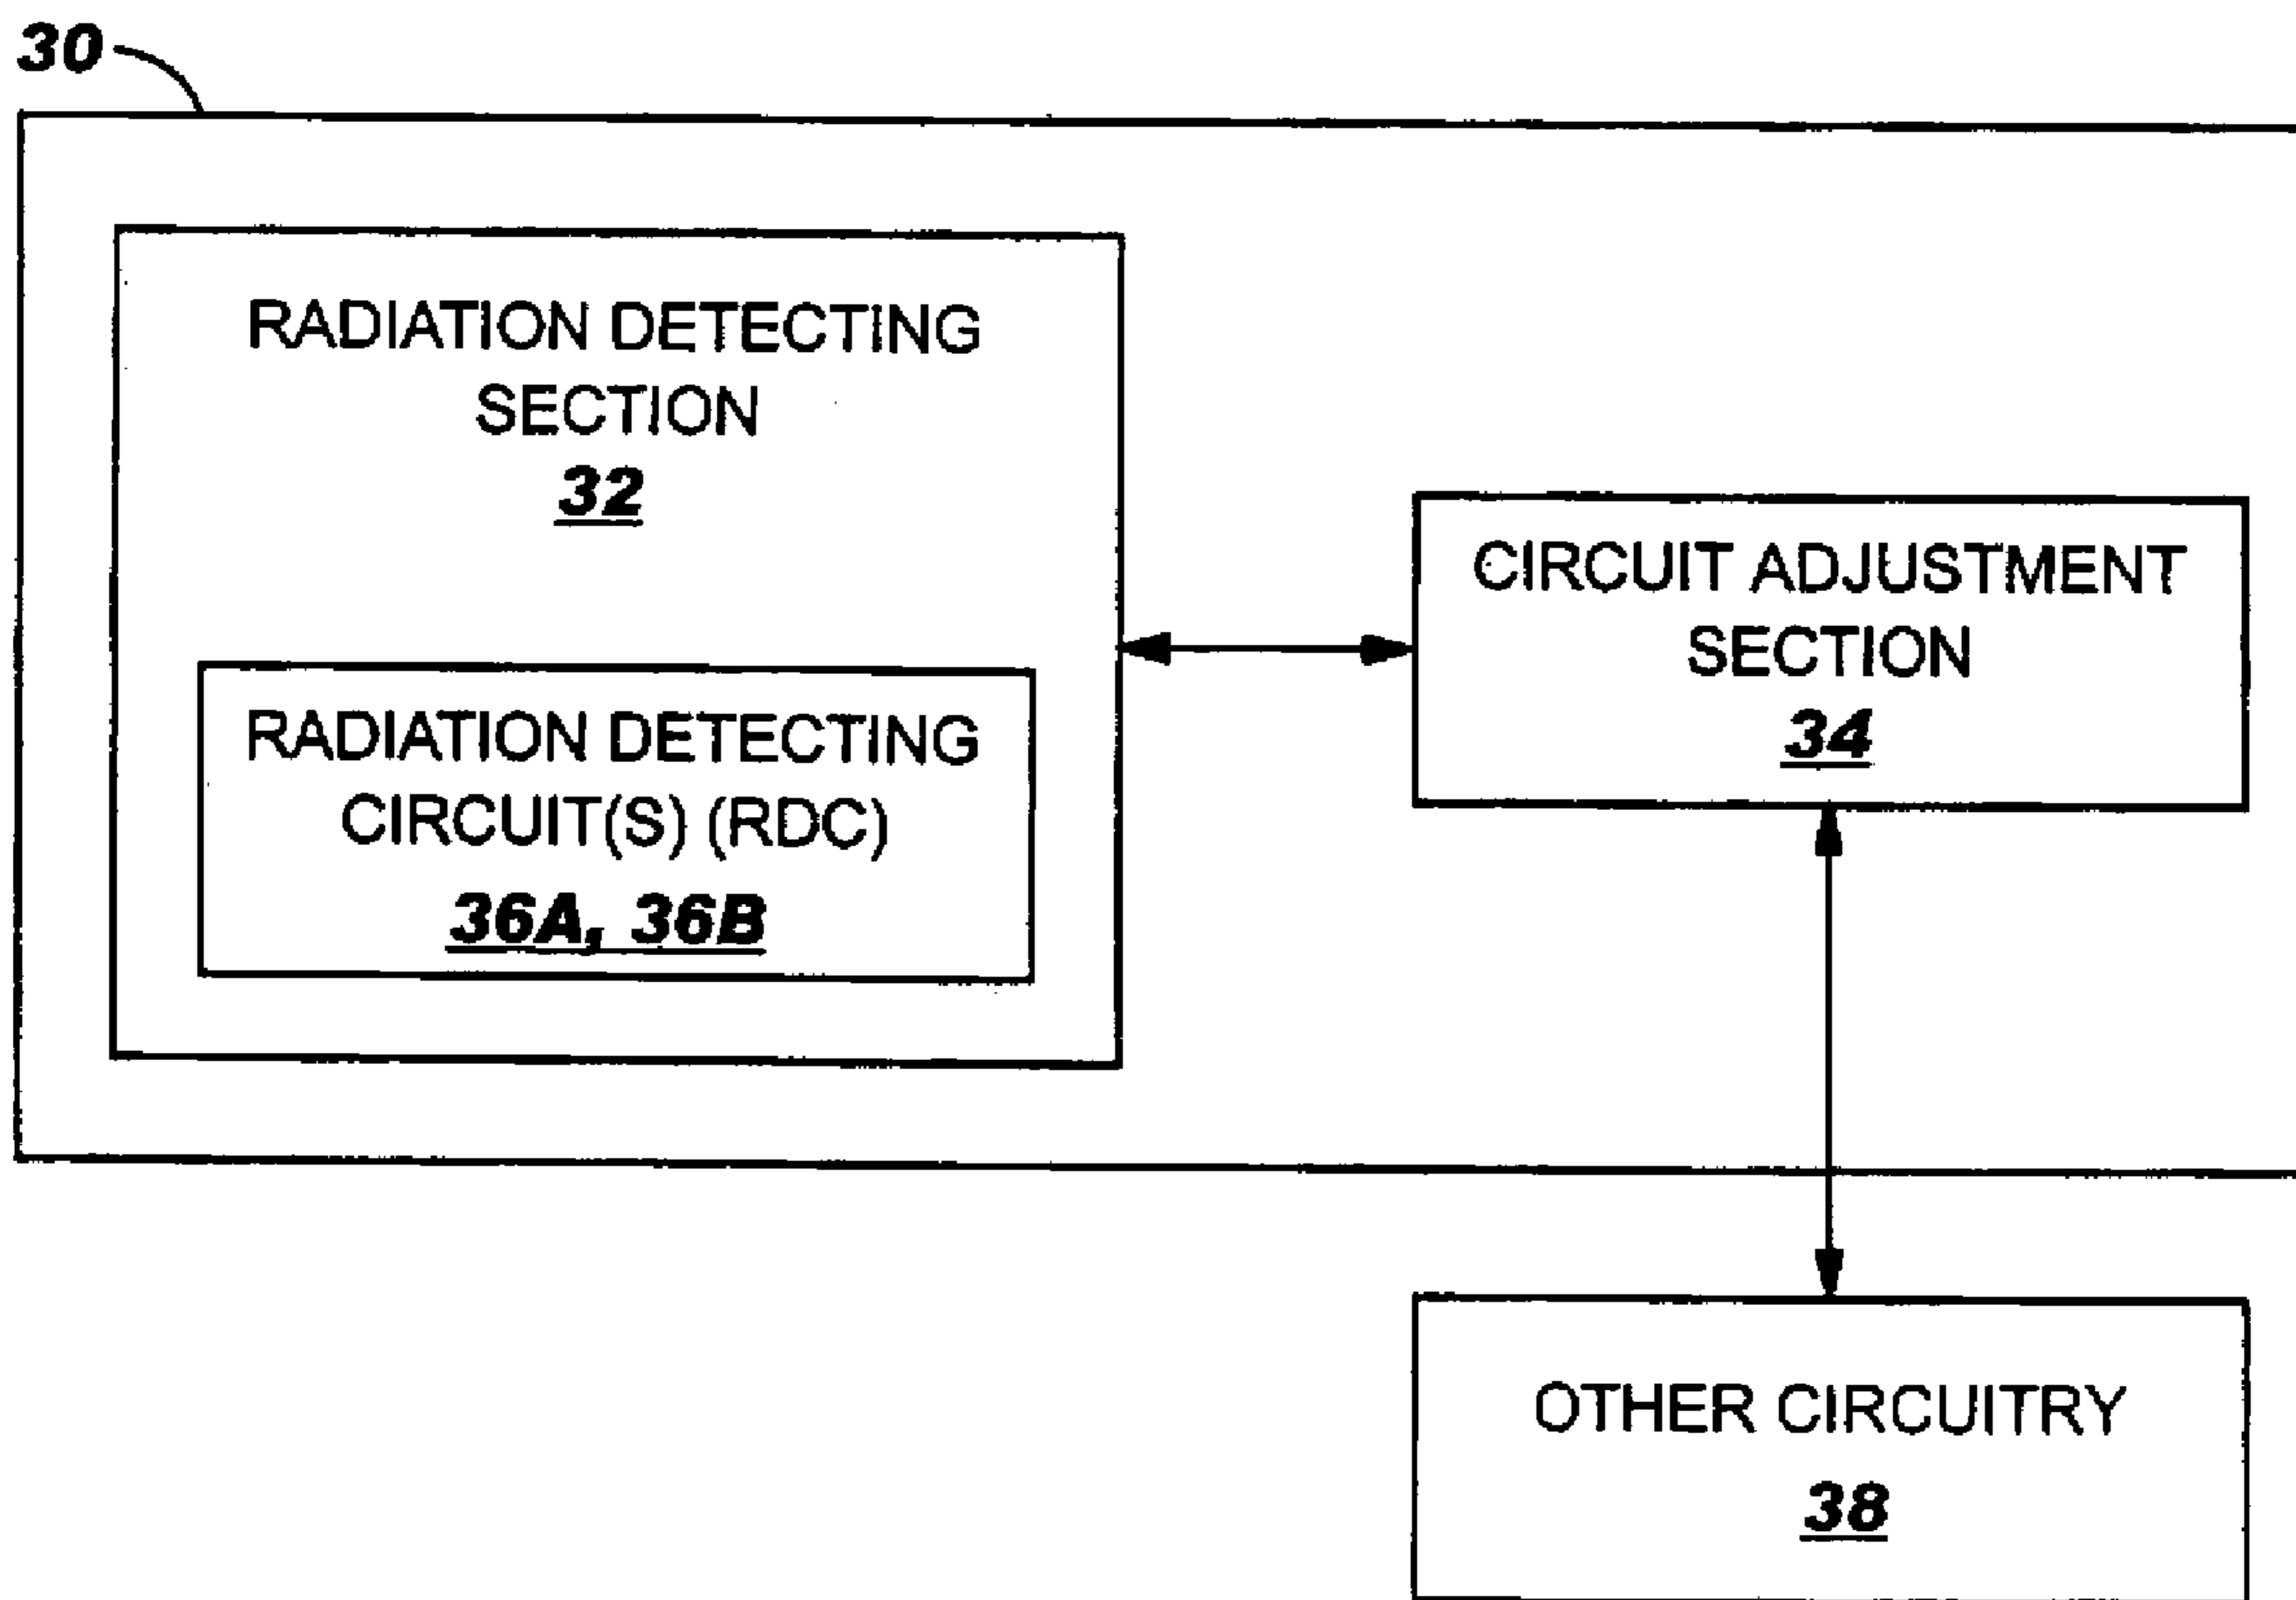 30
RADIATION DETECTING
SECTION
32
RADIATION DETECTING
CIRCUIT(S) (RDC)
36A, 36B
CIRCUIT ADJUSTMENT
SECTION
34
OTHER CIRCUITRY
38